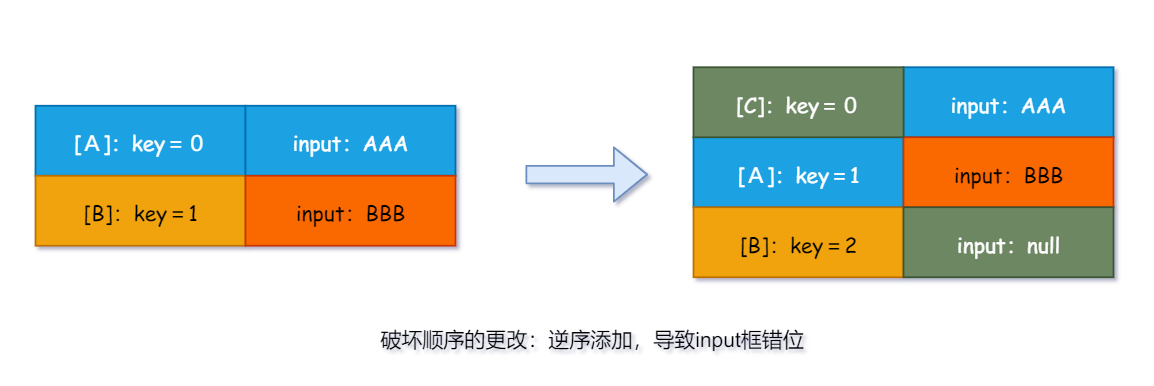 [A]：key = 0 input：AAA
[B]：key = 1 input：BBB
[C]：key = 0 input：AAA
[A]：key = 1 input：BBB
[B]：key = 2 input：null
破坏顺序的更改：逆序添加，导致input框错位